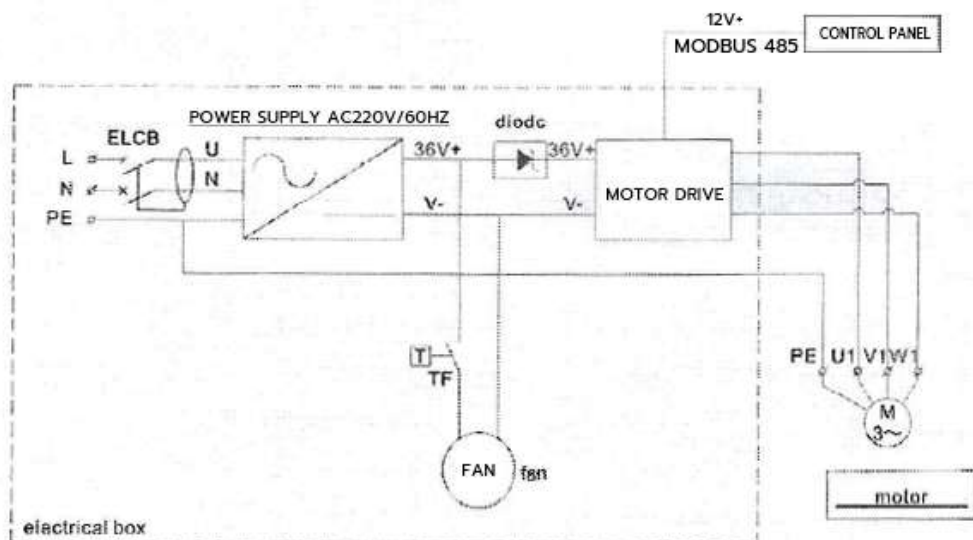 12V+
MODBUS 485
CONTROL PANEL
POWER SUPPLY AC220V/60HZ
diode
ELCB
L
U
36V+
36V+
N
N
MOTOR DRIVE
PE
V-
V-
T
TF
PE U1 V1 W1
M
3~
FAN
fan
motor
electrical box